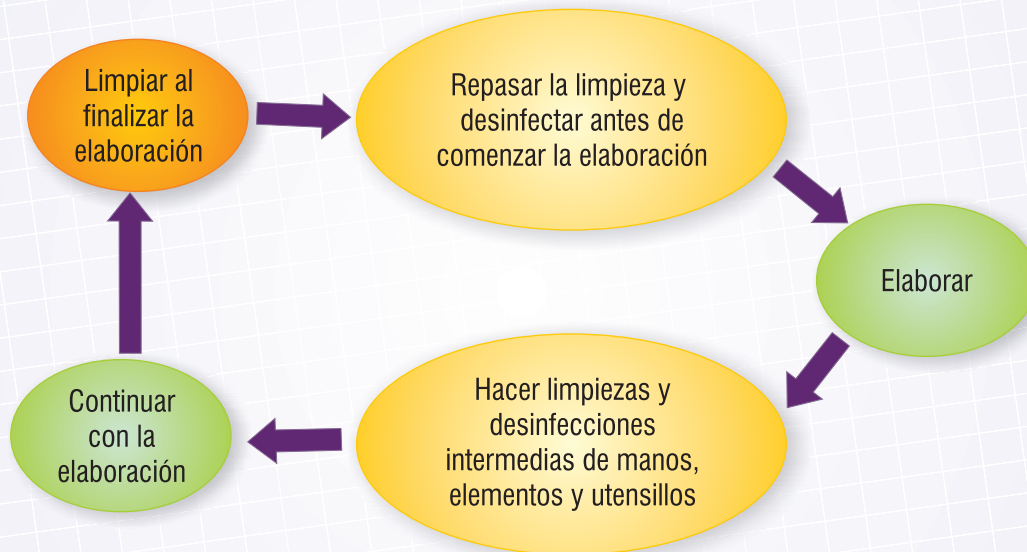 Limpiar al
finalizar la
elaboración
Repasar la limpieza y
desinfectar antes de
comenzar la elaboración
Elaborar
Hacer limpiezas y
desinfecciones
intermedias de manos,
elementos y utensillos
Continuar
con la
elaboración